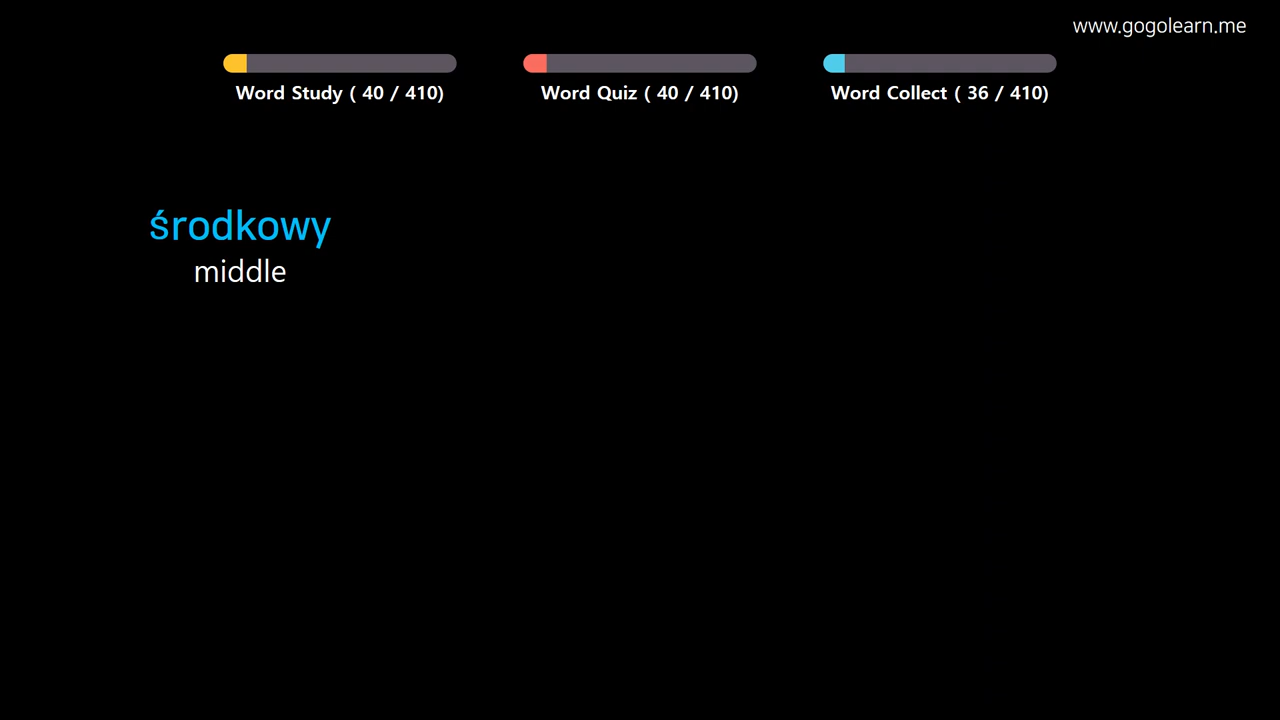 www.gogolearn.me
Word Study ( 40 / 410)
Word Quiz ( 40 / 410)
Word Collect ( 36 / 410)
środkowy
middle